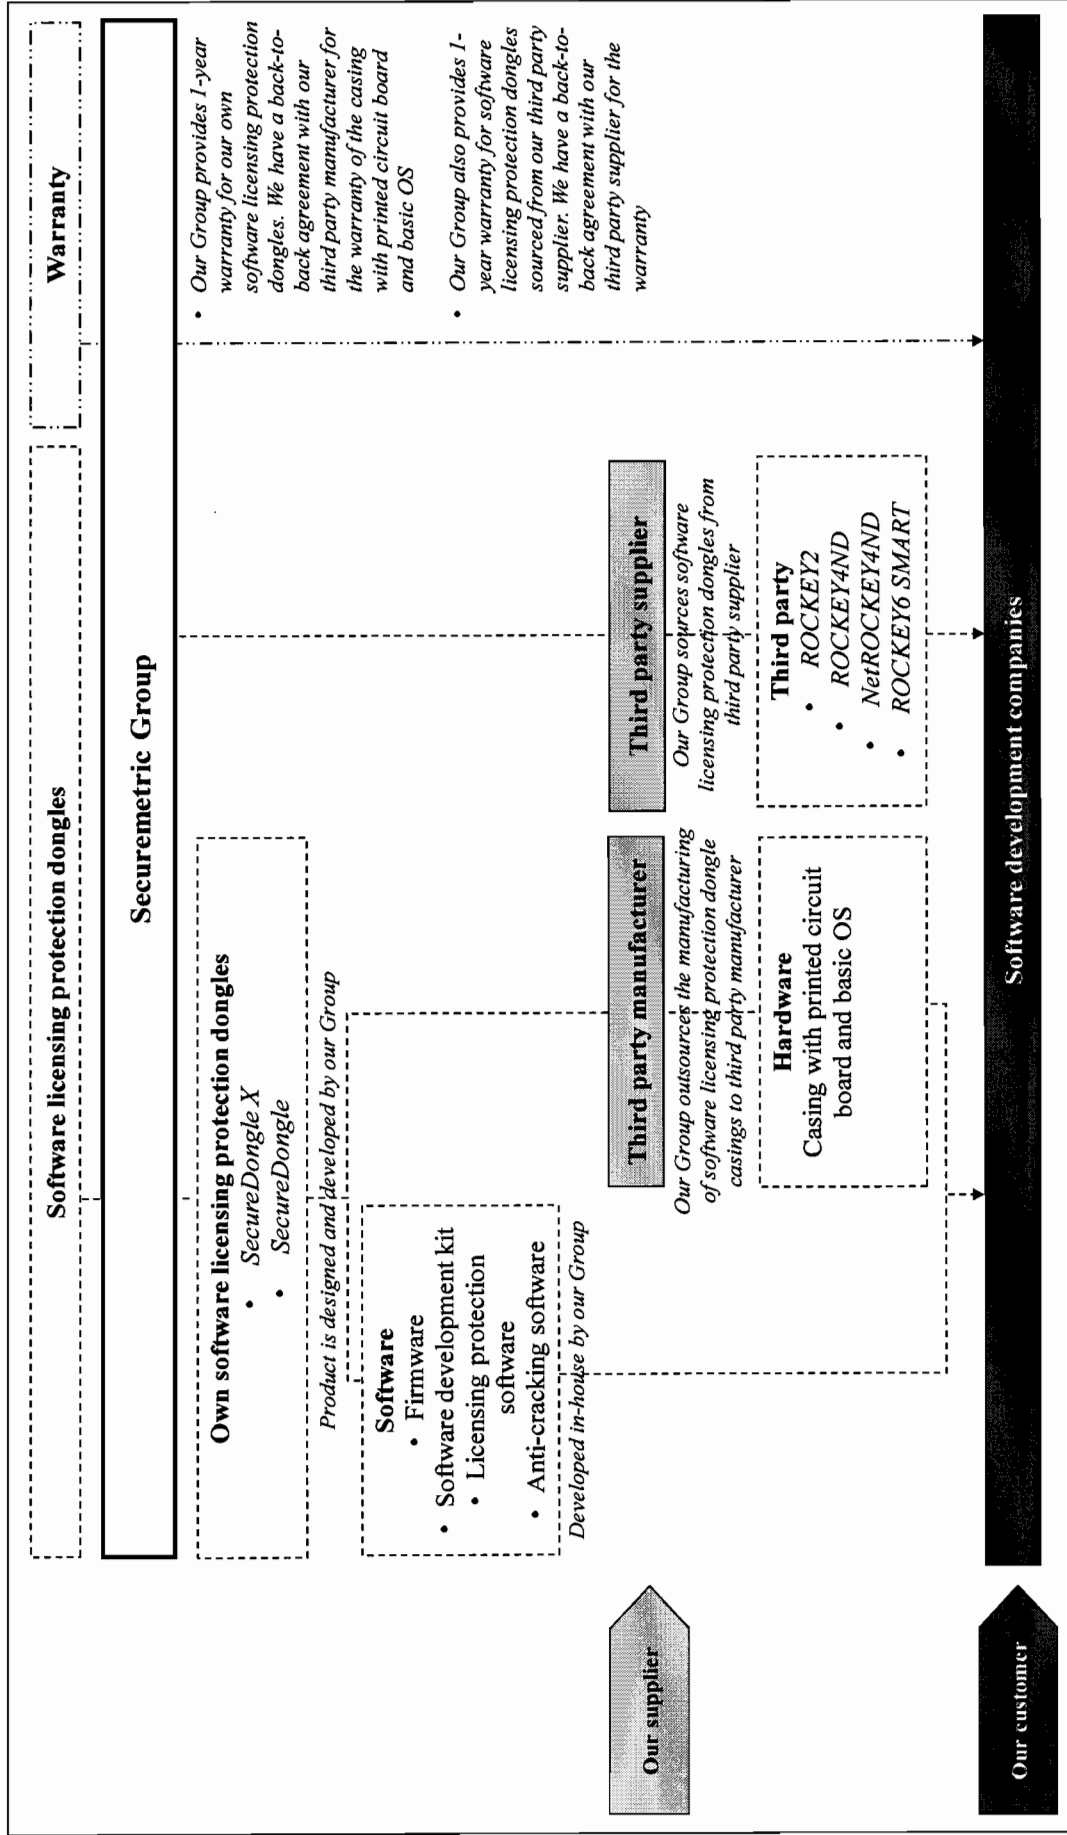 Software licensing protection dongles
Warranty
Securemetric Group
Own software licensing protection dongles
• SecureDongle X
• SecureDongle
Product is designed and developed by our Group
Software
• Firmware
• Software development kit
• Licensing protection
software
• Anti-cracking software
Developed in-house by our Group
• Our Group provides 1-year
warranty for our own
software licensing protection
dongles. We have a back-to-
back agreement with our
third party manufacturer for
the warranty of the casing
with printed circuit board
and basic OS
• Our Group also provides 1-
year warranty for software
licensing protection dongles
sourced from our third party
supplier. We have a back-to-
back agreement with our
third party supplier for the
warranty
Our supplier
Third party manufacturer
Our Group outsources the manufacturing
of software licensing protection dongle
casings to third party manufacturer
Hardware
Casing with printed circuit
board and basic OS
Third party supplier
Our Group sources software
licensing protection dongles from
third party supplier
Third party
• ROCKEY2
• ROCKEY4ND
• NetROCKEY4ND
• ROCKEY6 SMART
Our customer
Software development companies